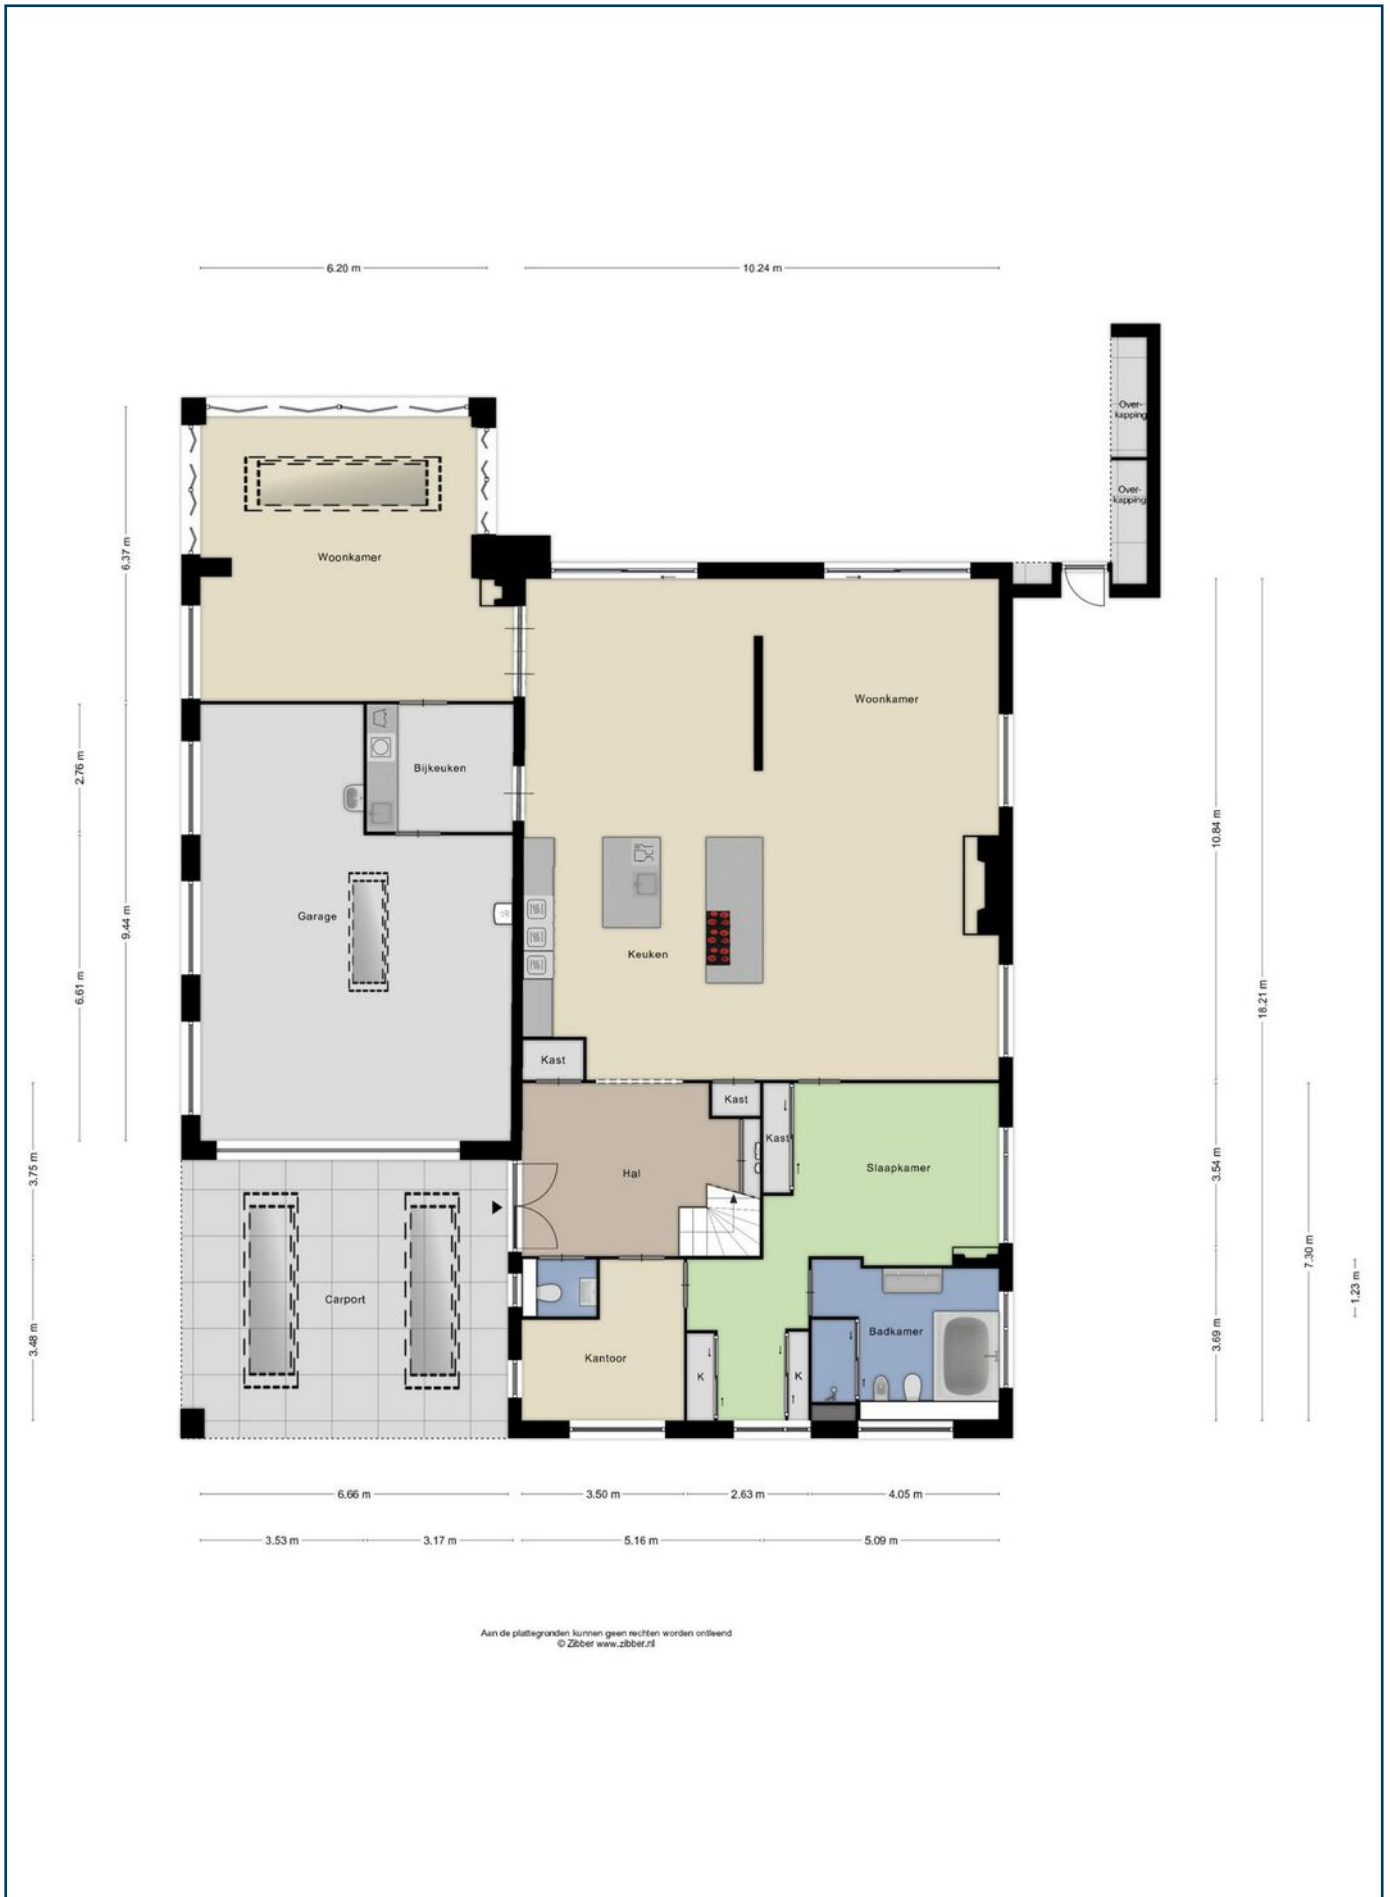 6.20 m
10.24 m
Over-
kapping
Over-
kapping
Woonkamer
6.37 m
Woonkamer
Bijkeuken
2.76 m
10.84 m
Garage
9.44 m
Keuken
6.61 m
18.21 m
Kast
Kast
Kast
Hal
Slaapkamer
3.75 m
3.54 m
7.30 m
1.23 m
Carport
Kantoor
Badkamer
K
K
3.48 m
3.69 m
6.66 m
3.50 m
2.63 m
4.05 m
3.53 m
3.17 m
5.16 m
5.09 m
Aan de plattegronden kunnen geen rechten worden ontleend
© Zibber www.zibber.nl